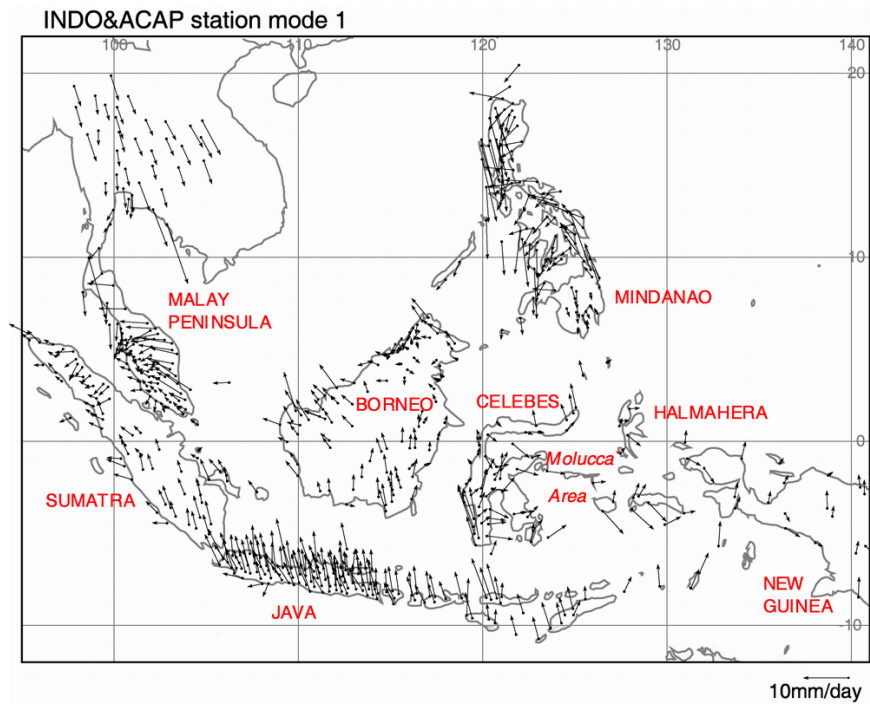 INDO&ACAP station mode 1
100 110 120 130 140
20
10
MALAY
PENINSULA
MINDANAO
BORNEO
CELEBES
HALMAHERA
0
Molucca
Area
SUMATRA
JAVA
NEW
GUINEA
-10
10mm/day